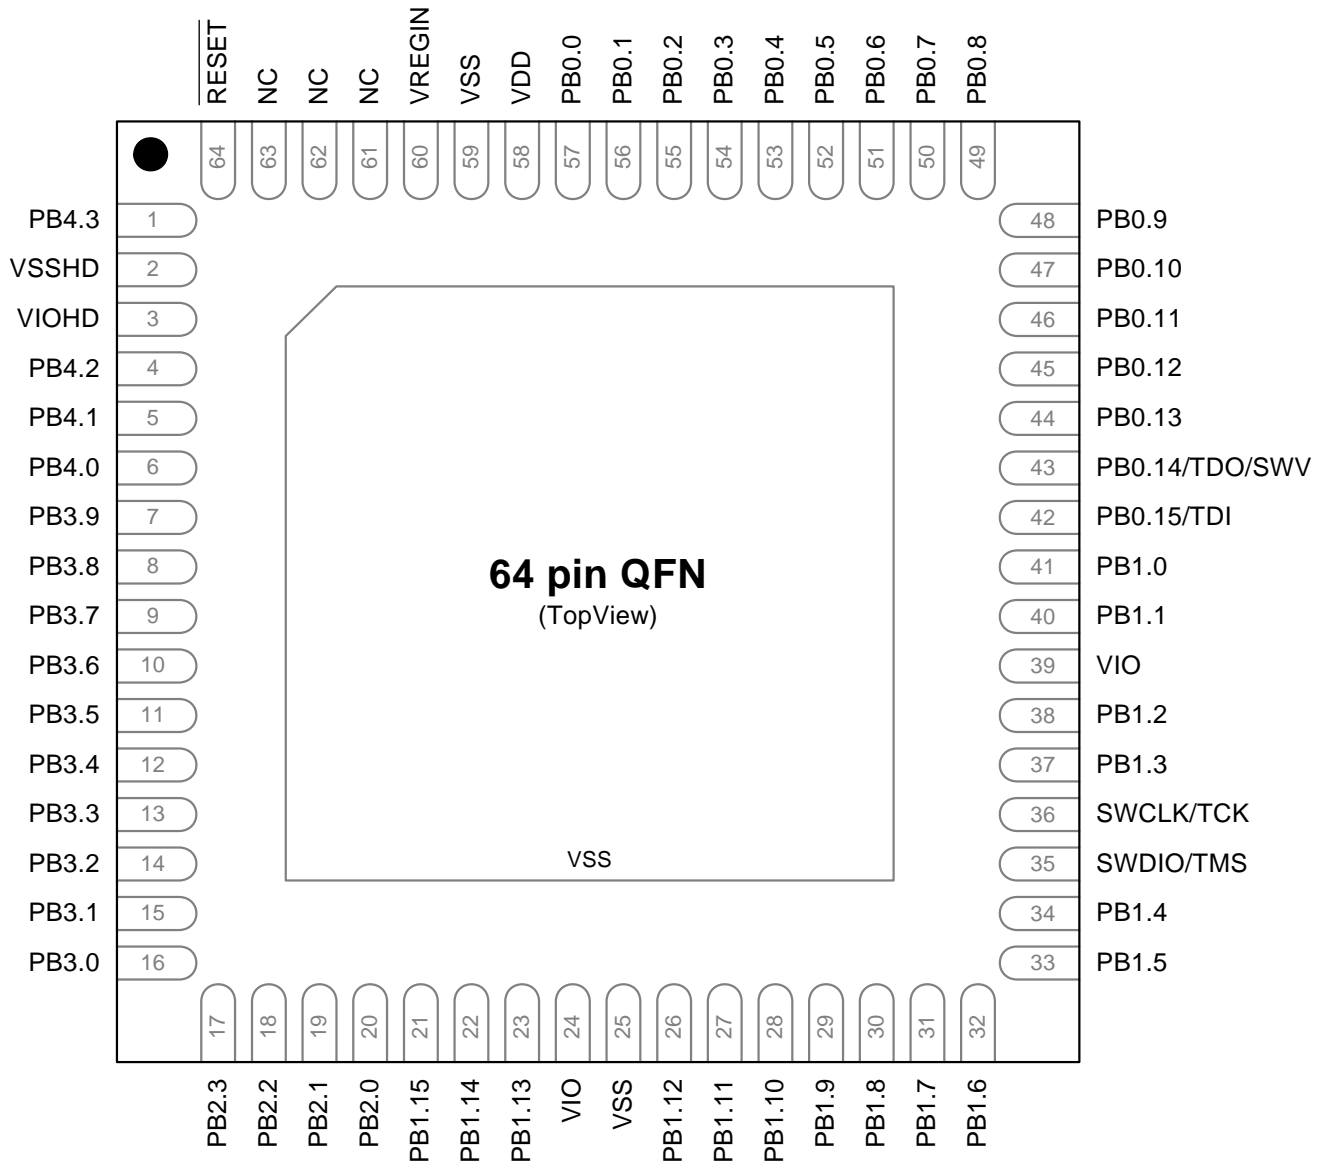 RESET
NC
NC
NC
VREGIN
VSS
VDD
PB0.0
PB0.1
PB0.2
PB0.3
PB0.4
PB0.5
PB0.6
PB0.7
PB0.8
64
63
62
61
60
59
58
57
56
55
54
53
52
51
50
49
PB4.3 1
VSSHD 2
VIOHD 3
PB4.2 4
PB4.1 5
PB4.0 6
PB3.9 7
PB3.8 8
PB3.7 9
PB3.6 10
PB3.5 11
PB3.4 12
PB3.3 13
PB3.2 14
PB3.1 15
PB3.0 16
64 pin QFN
(TopView)
VSS
48 PB0.9
47 PB0.10
46 PB0.11
45 PB0.12
44 PB0.13
43 PB0.14/TDO/SWV
42 PB0.15/TDI
41 PB1.0
40 PB1.1
39 VIO
38 PB1.2
37 PB1.3
36 SWCLK/TCK
35 SWDIO/TMS
34 PB1.4
33 PB1.5
17
18
19
20
21
22
23
24
25
26
27
28
29
30
31
32
PB2.3
PB2.2
PB2.1
PB2.0
PB1.15
PB1.14
PB1.13
VIO
VSS
PB1.12
PB1.11
PB1.10
PB1.9
PB1.8
PB1.7
PB1.6